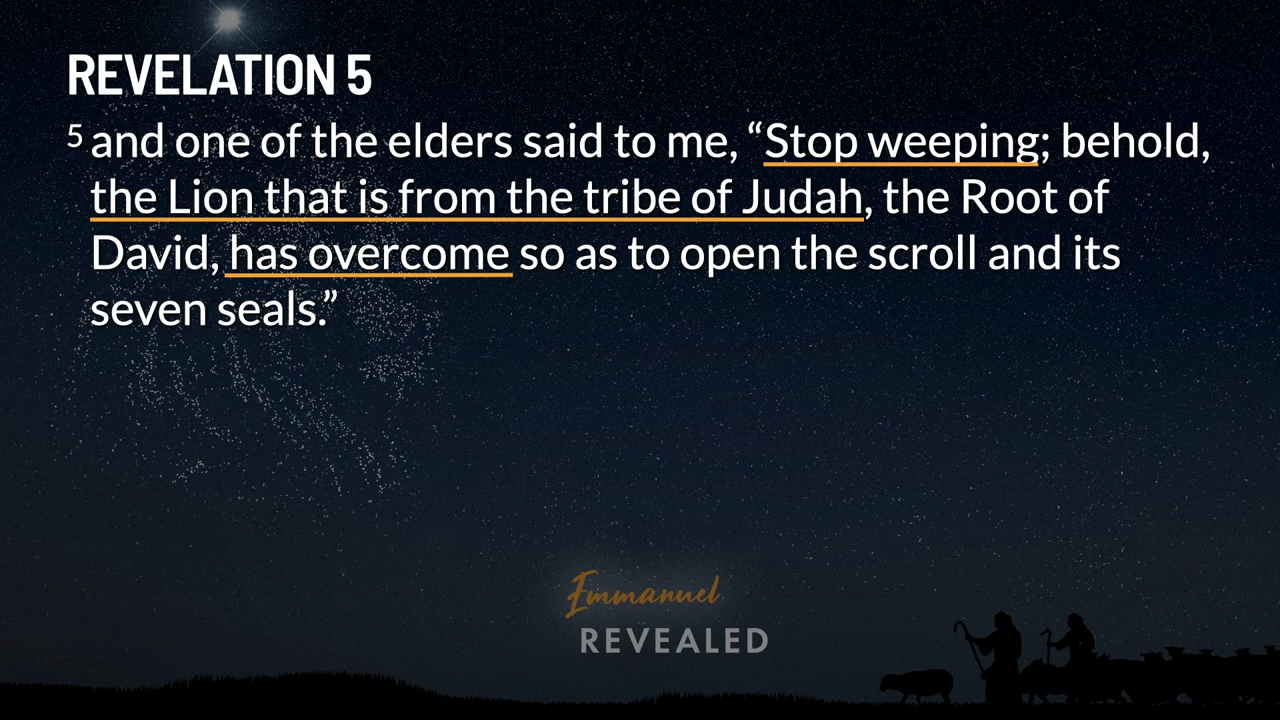 REVELATION 5
5 and one of the elders said to me, “Stop weeping; behold,
the Lion that is from the tribe of Judah, the Root of
David, has overcome so as to open the scroll and its
seven seals.”
Emmanuel
REVEALED